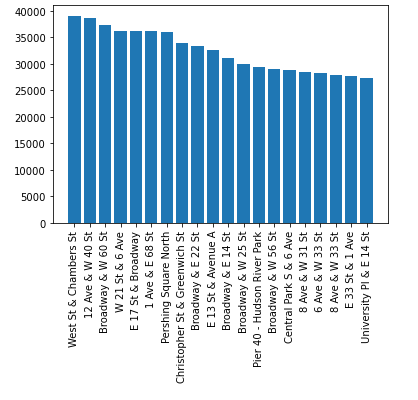 40000
35000
30000
25000
20000
15000
10000
5000
0
West St & Chambers St
12 Ave & W 40 St
Broadway & W 60 St
W 21 St & 6 Ave
E 17 St & Broadway
1 Ave & E 68 St
Pershing Square North
Christopher St & Greenwich St
Broadway & E 22 St
E 13 St & Avenue A
Broadway & E 14 St
Broadway & W 25 St
Pier 40 - Hudson River Park
Broadway & W 56 St
Central Park S & 6 Ave
8 Ave & W 31 St
6 Ave & W 33 St
8 Ave & W 33 St
E 33 St & 1 Ave
University Pl & E 14 St